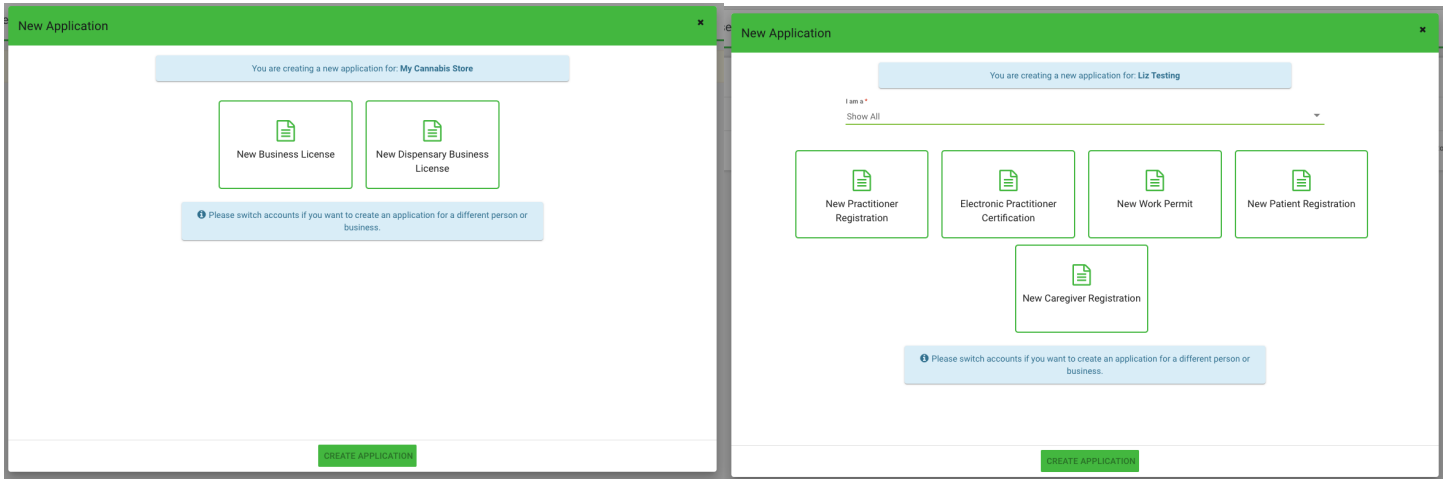 New Application
You are creating a new application for: My Cannabis Store
New Business License
New Dispensary Business
License
Please switch accounts if you want to create an application for a different person or
business.
CREATE APPLICATION
New Application
You are creating a new application for: Liz Testing
I am a *
Show All
New Practitioner
Registration
Electronic Practitioner
Certification
New Work Permit
New Patient Registration
New Caregiver Registration
Please switch accounts if you want to create an application for a different person or
business.
CREATE APPLICATION